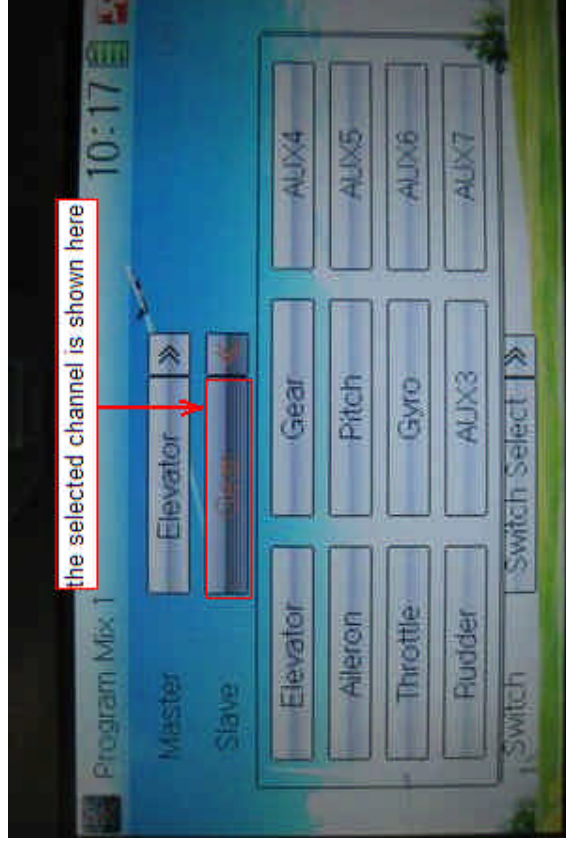 the selected channel is shown here
Program Mix 1 10:17
Master Elevator »
Slave Gear
Elevator Gear AUX4
Aileron Pitch AUX5
Throttle Gyro AUX6
Rudder AUX3 AUX7
Switch Switch Select »